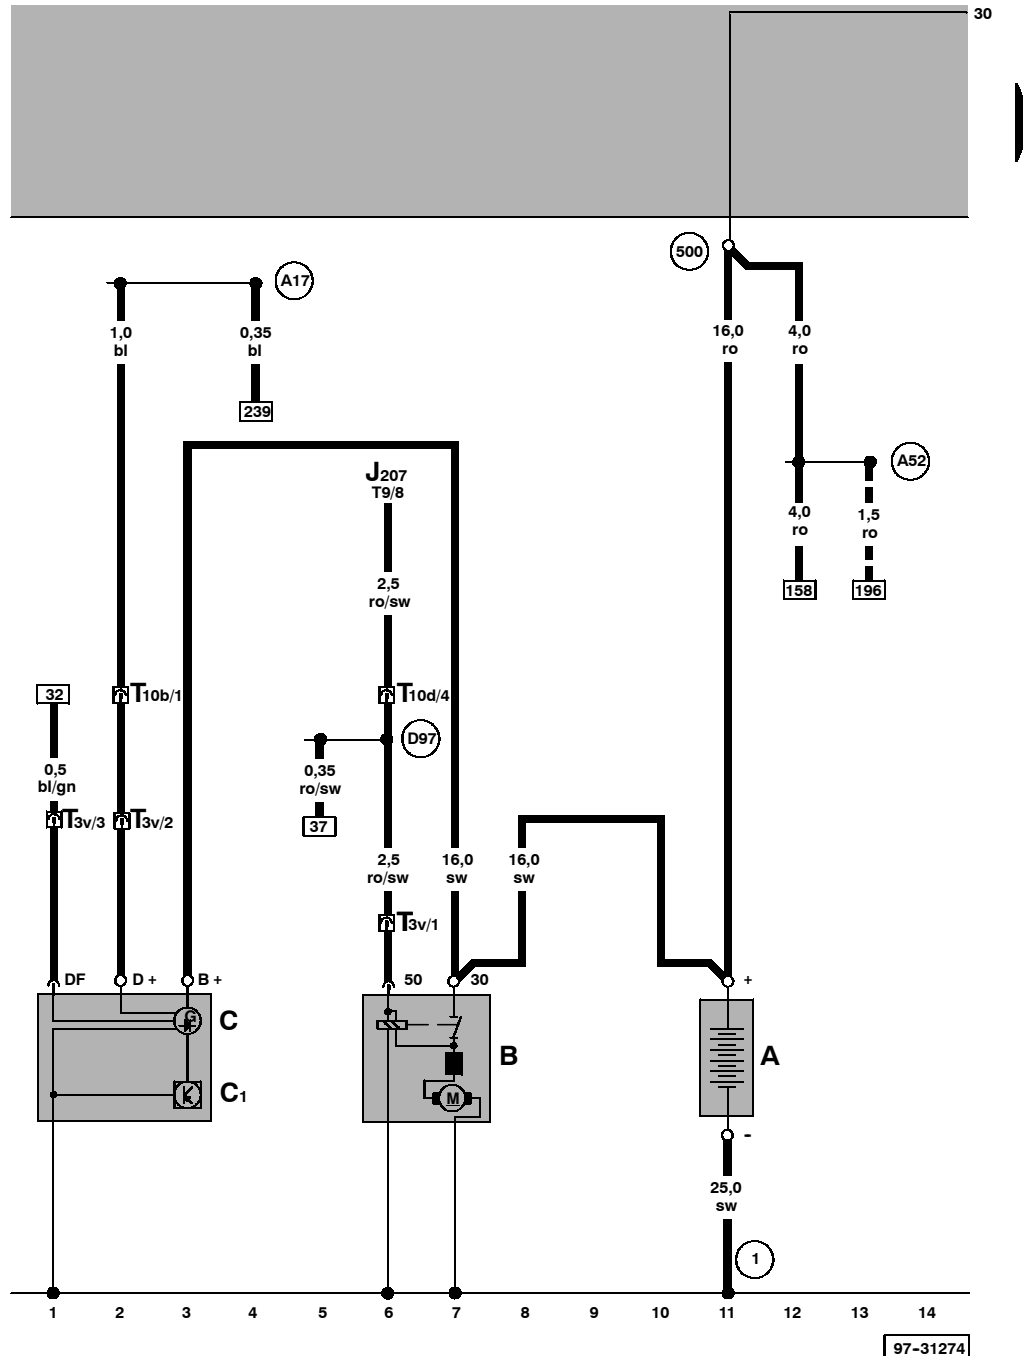 30
500
A17
1,0
bl
0,35
bl
16,0
ro
4,0
ro
239
J207
T9/8
A52
4,0
ro
1,5
ro
2,5
ro/sw
158
196
32
T10b/1
T10d/4
D97
0,5
bl/gn
0,35
ro/sw
T3v/3
T3v/2
37
2,5
ro/sw
16,0
sw
16,0
sw
T3v/1
DF
D +
B +
50
30
+
G
C
B
A
C1
M
-
25,0
sw
1
1 2 3 4 5 6 7 8 9 10 11 12 13 14
97-31274